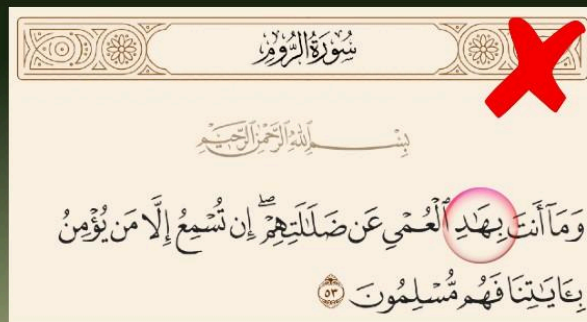 سُورَةُ الرُّومِ
بِسْمِ ٱللَّهِ ٱلرَّحْمَٰنِ ٱلرَّحِيمِ
وَمَآ أَنتَ بِهَٰدِ ٱلْعُمْىِ عَن ضَلَٰلَتِهِمْ ۖ إِن تُسْمِعُ إِلَّا مَن يُؤْمِنُ
بِـَٔايَٰتِنَا فَهُم مُّسْلِمُونَ ٥٣